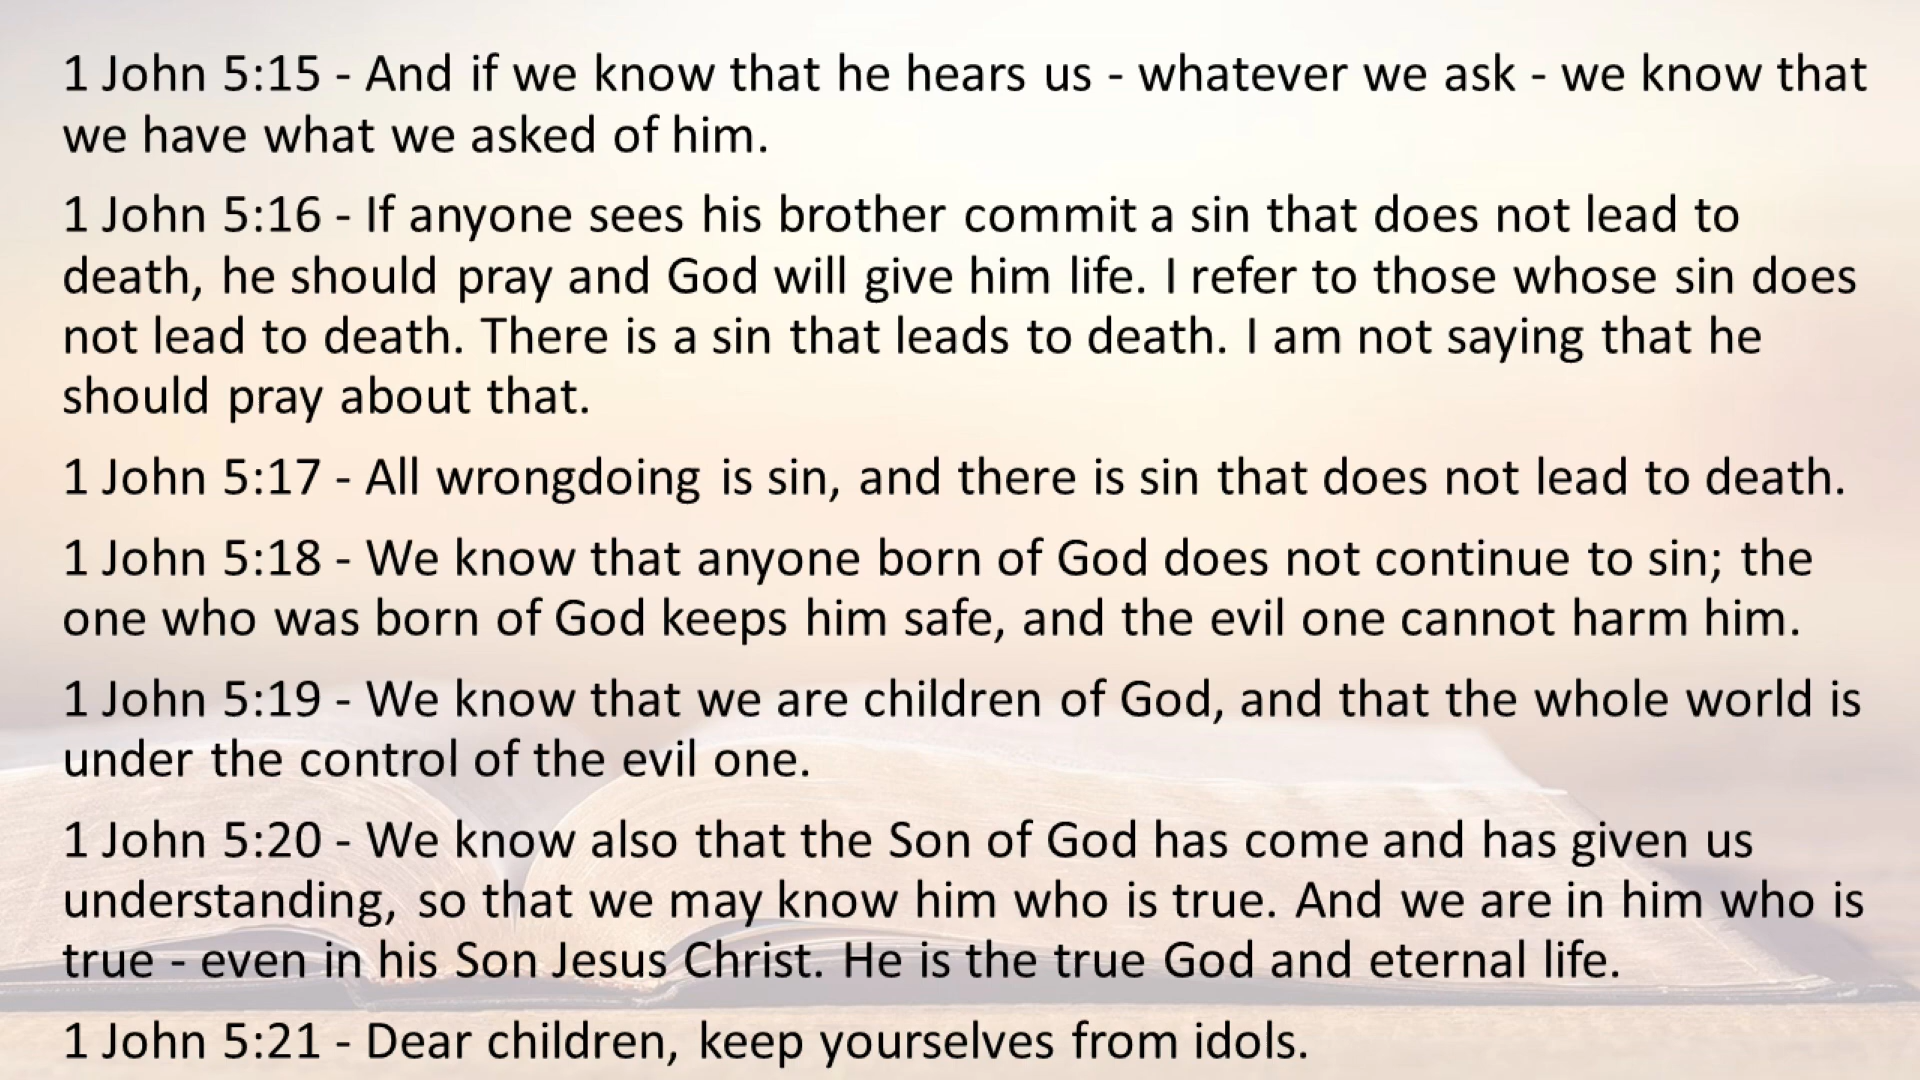 1 John 5:15 - And if we know that he hears us - whatever we ask - we know that
we have what we asked of him.
1 John 5:16 - If anyone sees his brother commit a sin that does not lead to
death, he should pray and God will give him life. I refer to those whose sin does
not lead to death. There is a sin that leads to death. I am not saying that he
should pray about that.
1 John 5:17 - All wrongdoing is sin, and there is sin that does not lead to death.
1 John 5:18 - We know that anyone born of God does not continue to sin; the
one who was born of God keeps him safe, and the evil one cannot harm him.
1 John 5:19 - We know that we are children of God, and that the whole world is
under the control of the evil one.
1 John 5:20 - We know also that the Son of God has come and has given us
understanding, so that we may know him who is true. And we are in him who is
true - even in his Son Jesus Christ. He is the true God and eternal life.
1 John 5:21 - Dear children, keep yourselves from idols.